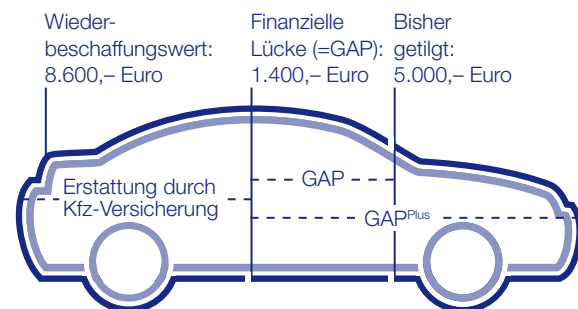 Wieder-
beschaffungswert:
8.600,– Euro
Finanzielle
Lücke (=GAP):
1.400,– Euro
Bisher
getilgt:
5.000,– Euro
Erstattung durch
Kfz-Versicherung
GAP
GAPPlus